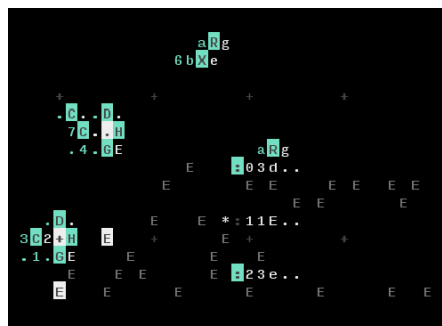 aRg
6bXe
+ + + +
.C..D.
7C..H
.4.GE aRg
E :03d..
E E E E E E E E
E E E
.D. E E *:11E..
3C2+H E + E + +
.1.GE E E E
E E E E :23e..
E E E E E E E E